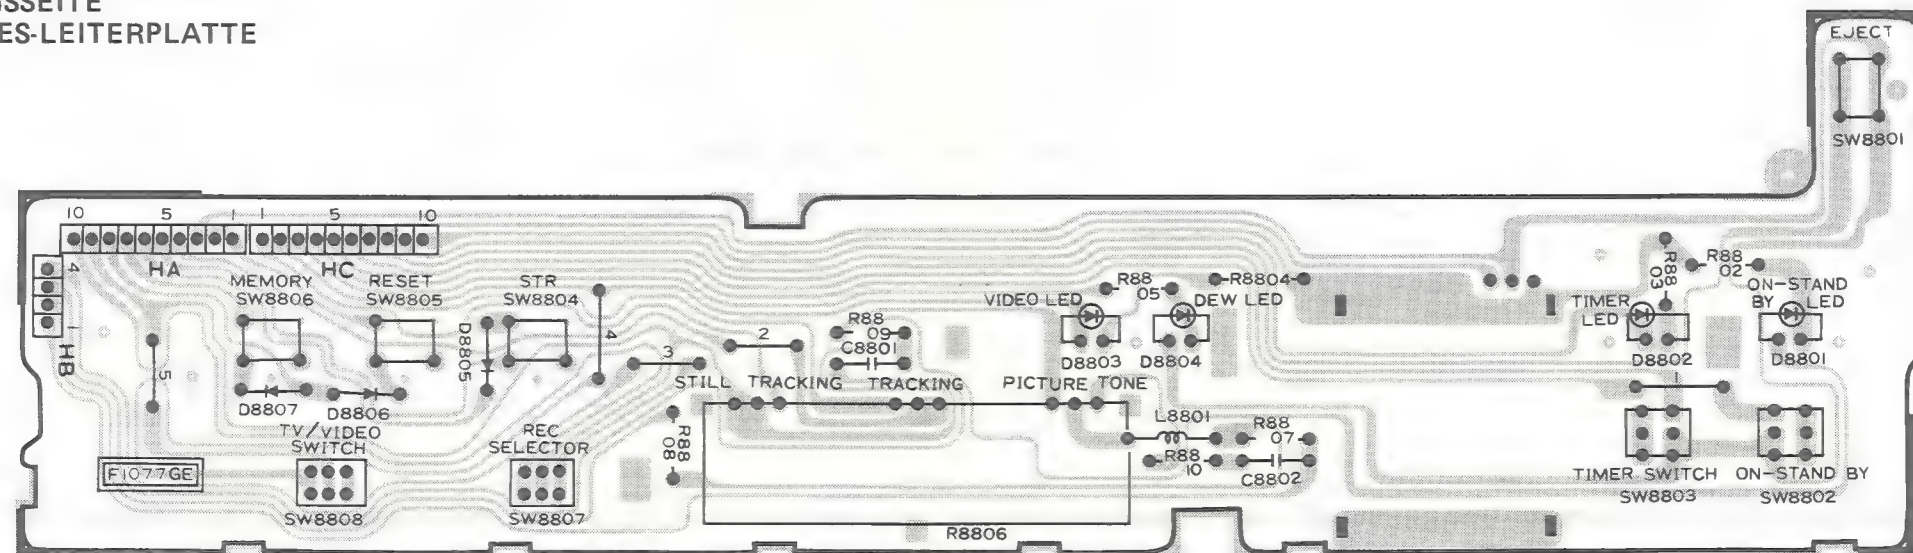 ES-LEITERPLATTE
EJECT
SW8801
10 5 1 1 5 10
HA HC
4
1
HB
MEMORY
SW8806
RESET
SW8805
STR
SW8804
D8805
4
5
3
2
R88
09
C8801
VIDEO LED
R88
05
R8804
DEW LED
D8803
D8804
R88
03
R88
02
TIMER
LED
ON-STAND
BY LED
D8802
D8801
1
D8807
D8806
STILL TRACKING TRACKING PICTURE TONE
TV/VIDEO
SWITCH
REC
SELECTOR
R88
08
L8801
R88
07
R88
10
C8802
F1077GE
SW8808
SW8807
R8806
TIMER SWITCH
SW8803
ON-STAND BY
SW8802